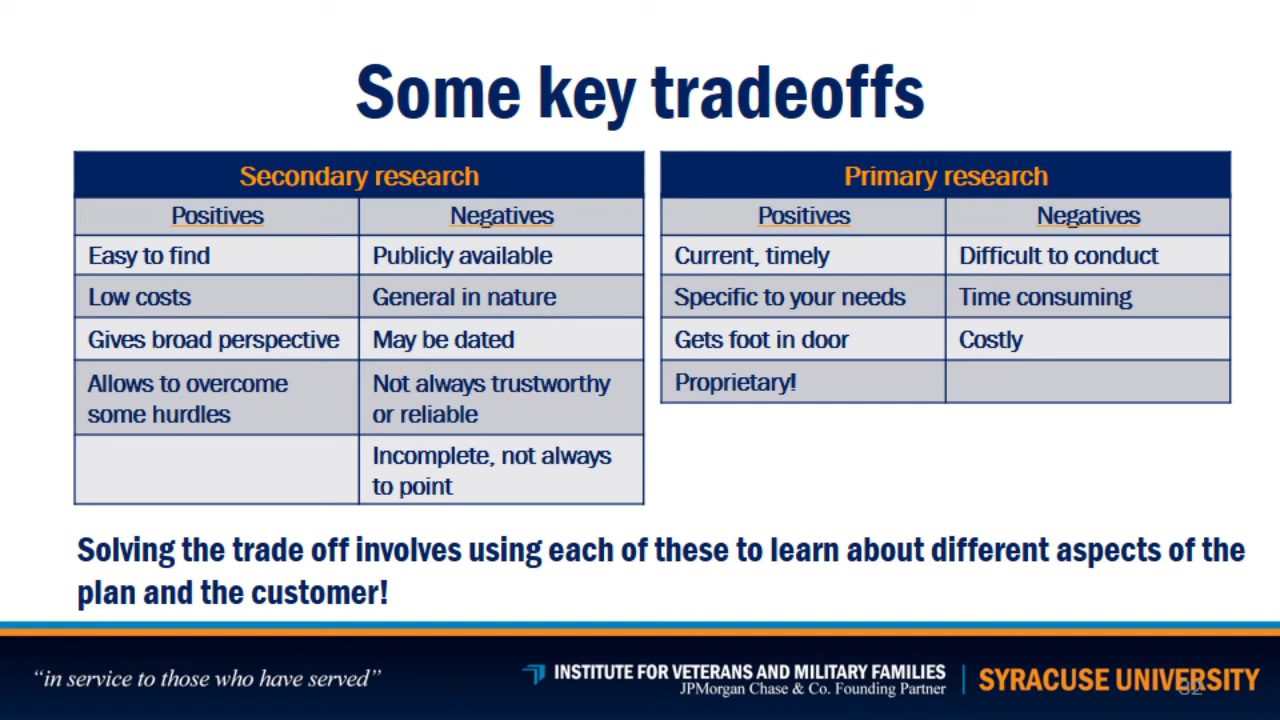 Some key tradeoffs
Secondary research
Positives
Negatives
Easy to find
Publicly available
Low costs
General in nature
Gives broad perspective
May be dated
Allows to overcome
some hurdles
Not always trustworthy
or reliable
Incomplete, not always
to point
Primary research
Positives
Negatives
Current, timely
Difficult to conduct
Specific to your needs
Time consuming
Gets foot in door
Costly
Proprietary!
Solving the trade off involves using each of these to learn about different aspects of the
plan and the customer!
“in service to those who have served”
INSTITUTE FOR VETERANS AND MILITARY FAMILIES
JPMorgan Chase & Co. Founding Partner
SYRACUSE UNIVERSITY
32